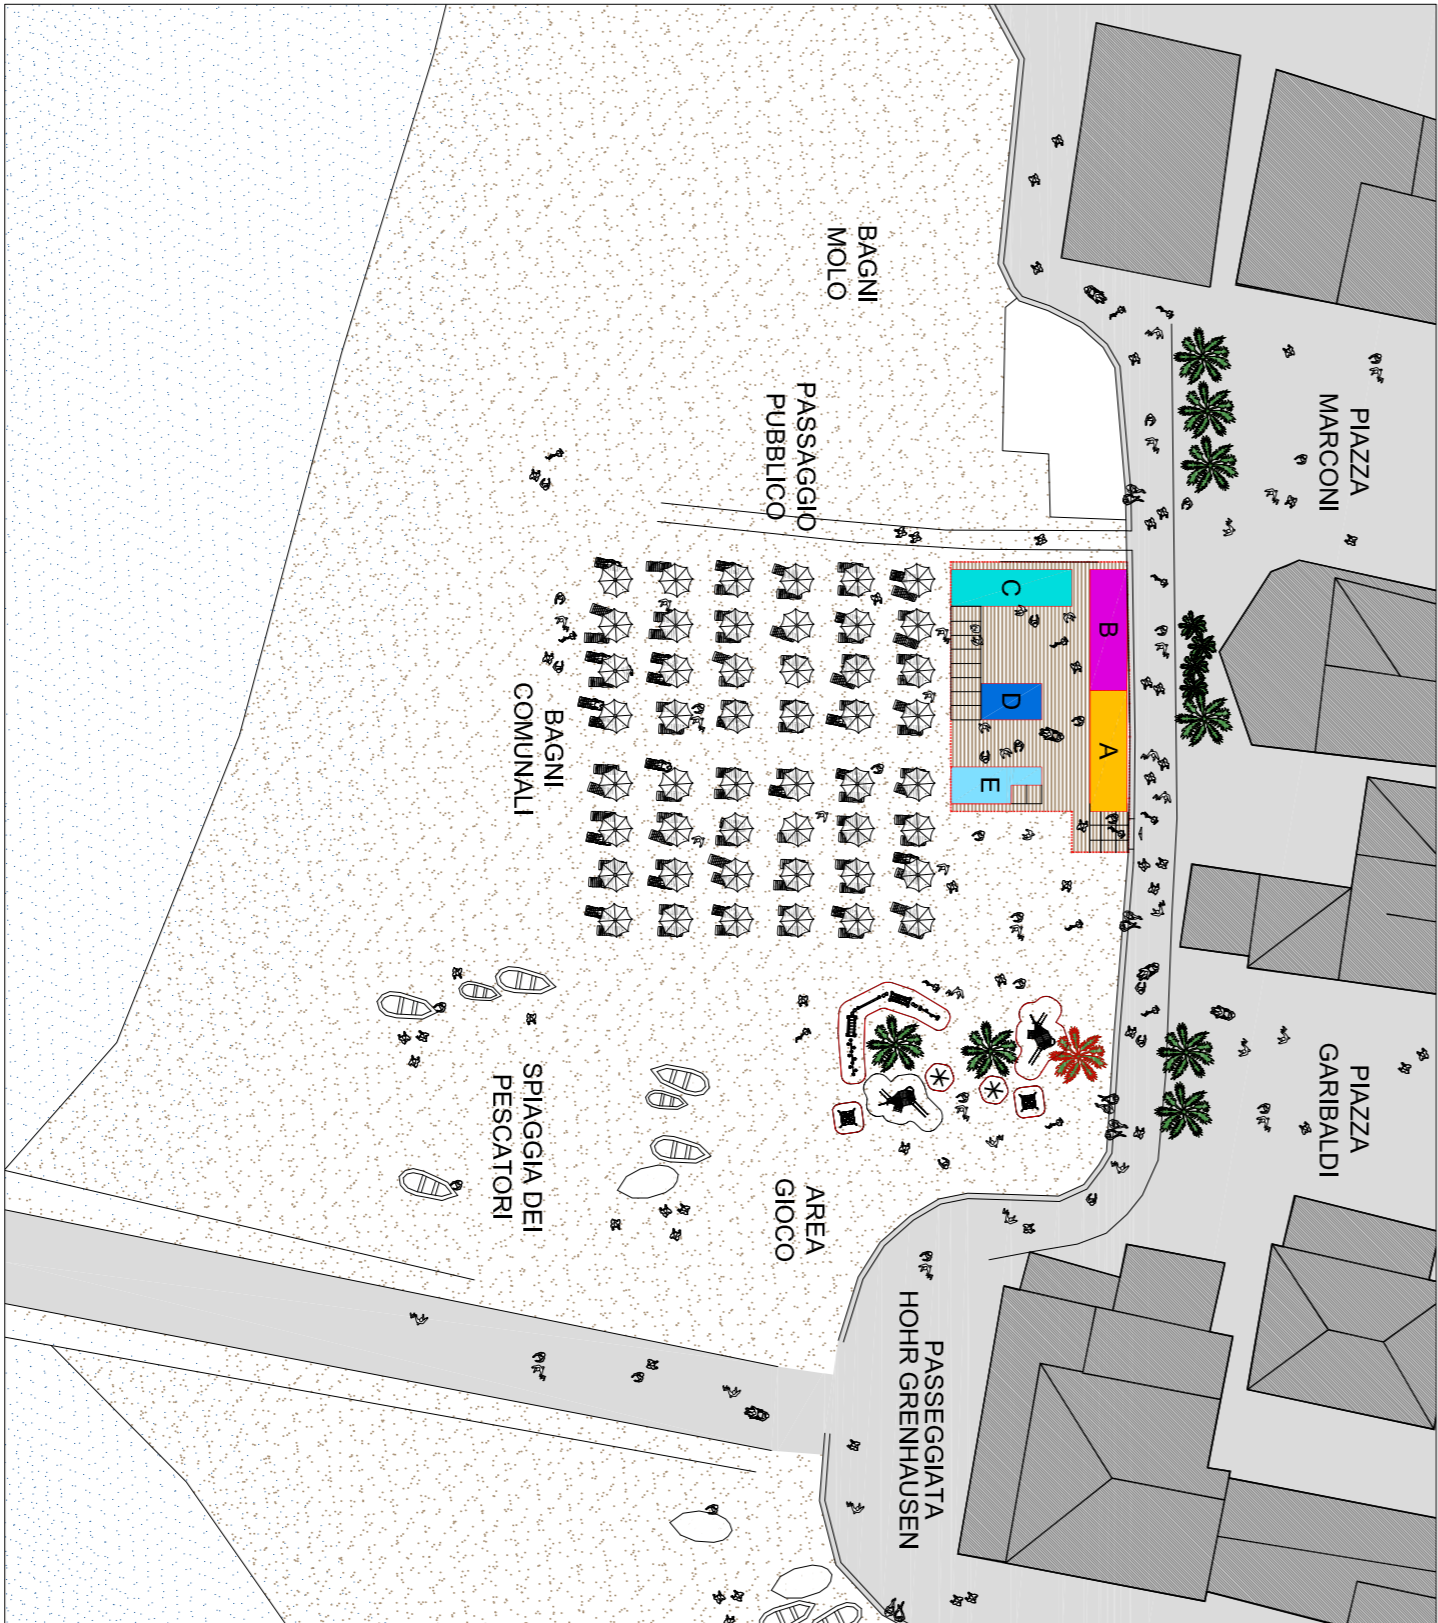 PIAZZA
MARCONI
PIAZZA
GARIBALDI
BAGNI
MOLO
PASSAGGIO
PUBBLICO
B
A
C
D
E
BAGNI
COMUNALI
SPIAGGIA DEI
PESCATORI
AREA
GIOCO
PASSEGGIATA
HOHR GRENHAUSEN